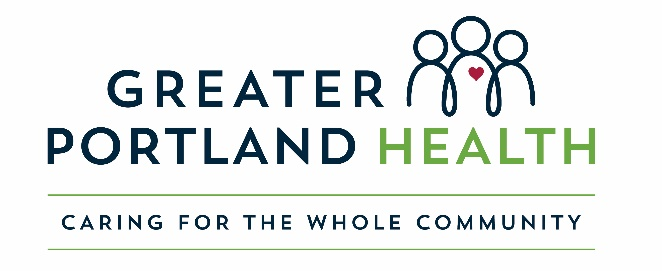 GREATER
PORTLAND HEALTH
CARING FOR THE WHOLE COMMUNITY